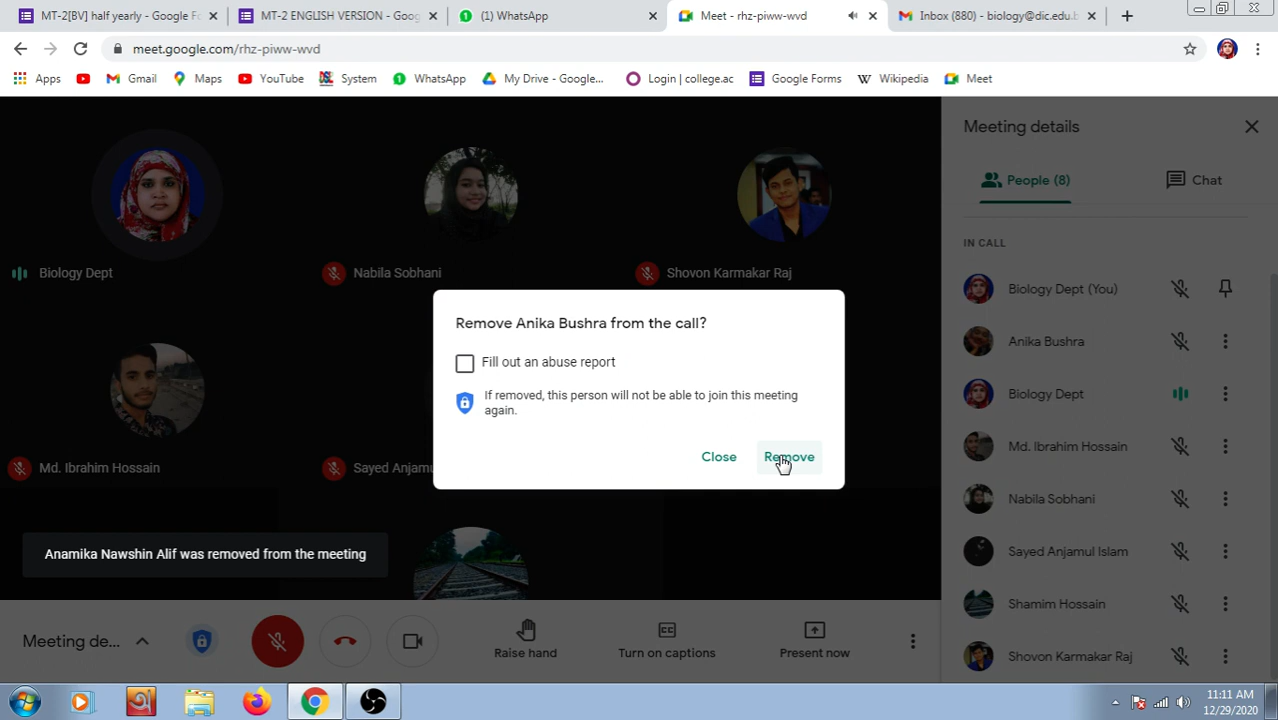 MT-2[BV] half yearly - Google Fo
MT-2 ENGLISH VERSION - Goog
(1) WhatsApp
Meet - rhz-piww-wvd
Inbox (880) - biology@dic.edu.b
meet.google.com/rhz-piww-wvd
Apps
Gmail
Maps
YouTube
System
WhatsApp
My Drive - Google...
Login | college.ac
Google Forms
Wikipedia
Meet
Meeting details
People (8)
Chat
IN CALL
Biology Dept
Nabila Sobhani
Shovon Karmakar Raj
Biology Dept (You)
Remove Anika Bushra from the call?
Anika Bushra
Fill out an abuse report
If removed, this person will not be able to join this meeting
again.
Biology Dept
Close
Remove
Md. Ibrahim Hossain
Sayed Anjamu
Md. Ibrahim Hossain
Nabila Sobhani
Anamika Nawshin Alif was removed from the meeting
Sayed Anjamul Islam
Shamim Hossain
Shovon Karmakar Raj
Meeting de...
Raise hand
Turn on captions
Present now
11:11 AM
12/29/2020